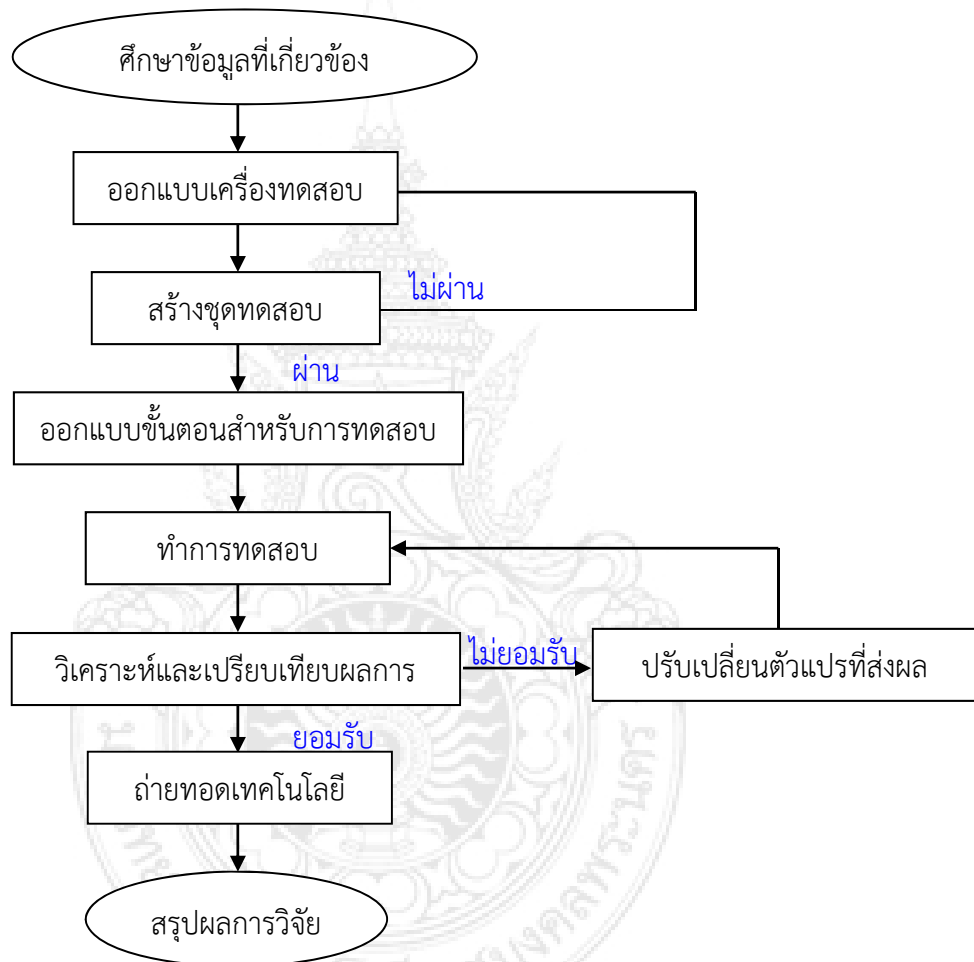 ศึกษาข้อมูลที่เกี่ยวข้อง
ออกแบบเครื่องทดสอบ
สร้างชุดทดสอบ
ไม่ผ่าน
ผ่าน
ออกแบบขั้นตอนสำหรับการทดสอบ
ทำการทดสอบ
วิเคราะห์และเปรียบเทียบผลการ
ไม่ยอมรับ
ปรับเปลี่ยนตัวแปรที่ส่งผล
ยอมรับ
ถ่ายทอดเทคโนโลยี
สรุปผลการวิจัย